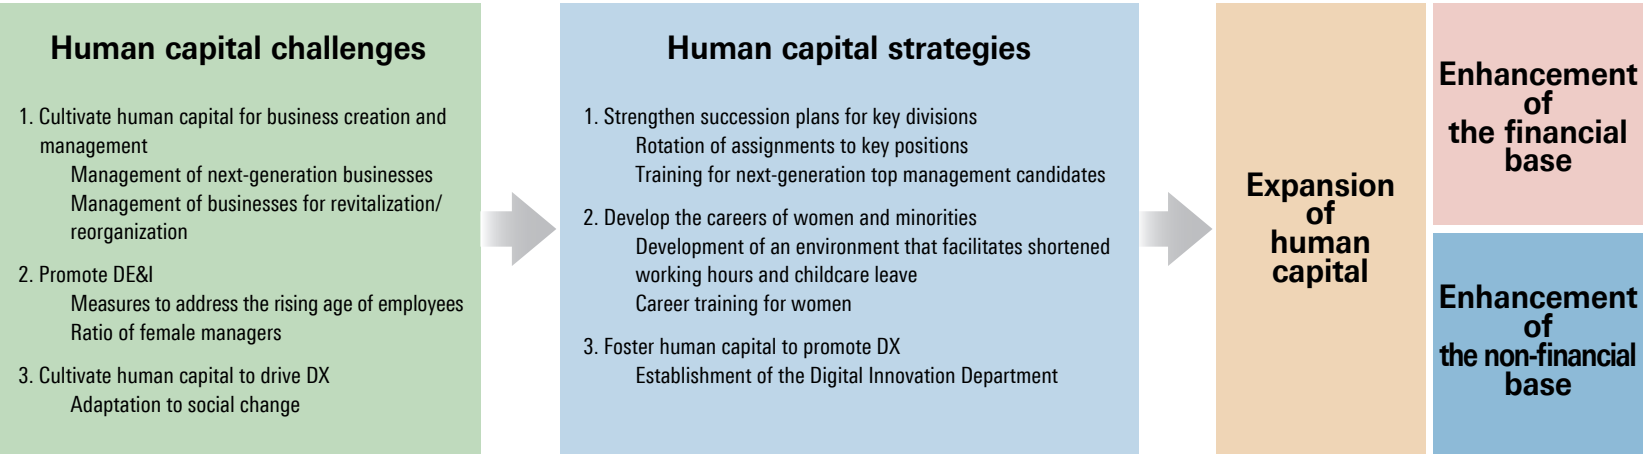 Human capital challenges
1. Cultivate human capital for business creation and
management
Management of next-generation businesses
Management of businesses for revitalization/
reorganization
2. Promote DE&I
Measures to address the rising age of employees
Ratio of female managers
3. Cultivate human capital to drive DX
Adaptation to social change
Human capital strategies
1. Strengthen succession plans for key divisions
Rotation of assignments to key positions
Training for next-generation top management candidates
2. Develop the careers of women and minorities
Development of an environment that facilitates shortened
working hours and childcare leave
Career training for women
3. Foster human capital to promote DX
Establishment of the Digital Innovation Department
Expansion
of
human
capital
Enhancement
of
the financial
base
Enhancement
of
the non-financial
base